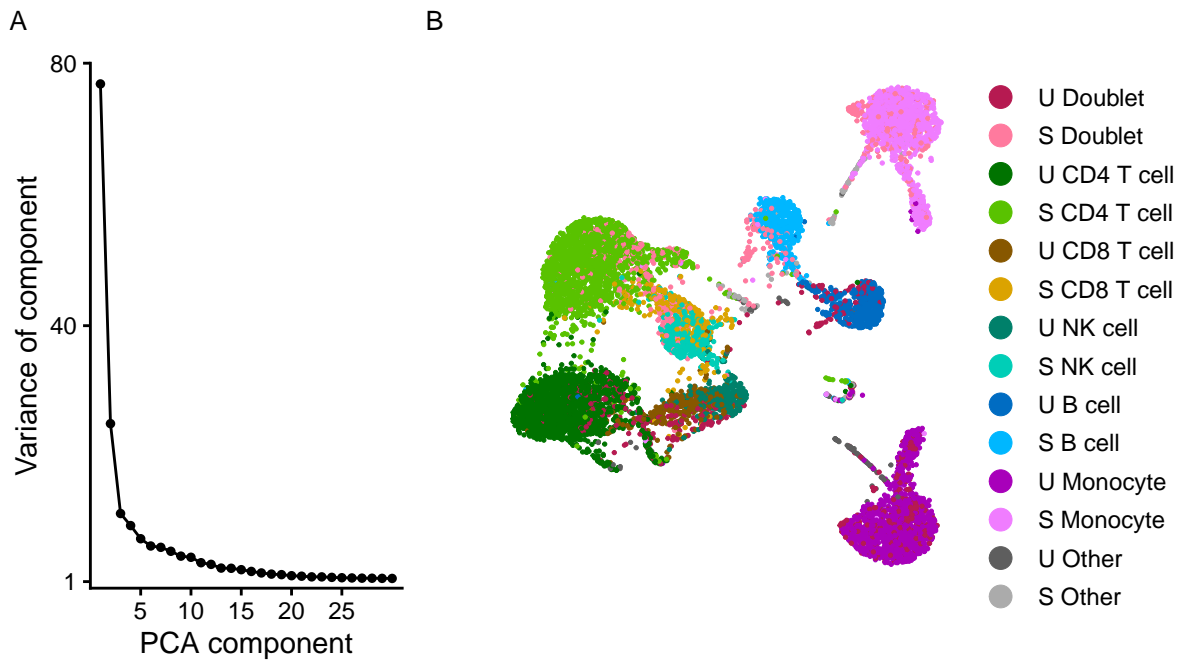 A
B
80
40
1
Variance of component
5 10 15 20 25
PCA component
U Doublet
S Doublet
U CD4 T cell
S CD4 T cell
U CD8 T cell
S CD8 T cell
U NK cell
S NK cell
U B cell
S B cell
U Monocyte
S Monocyte
U Other
S Other